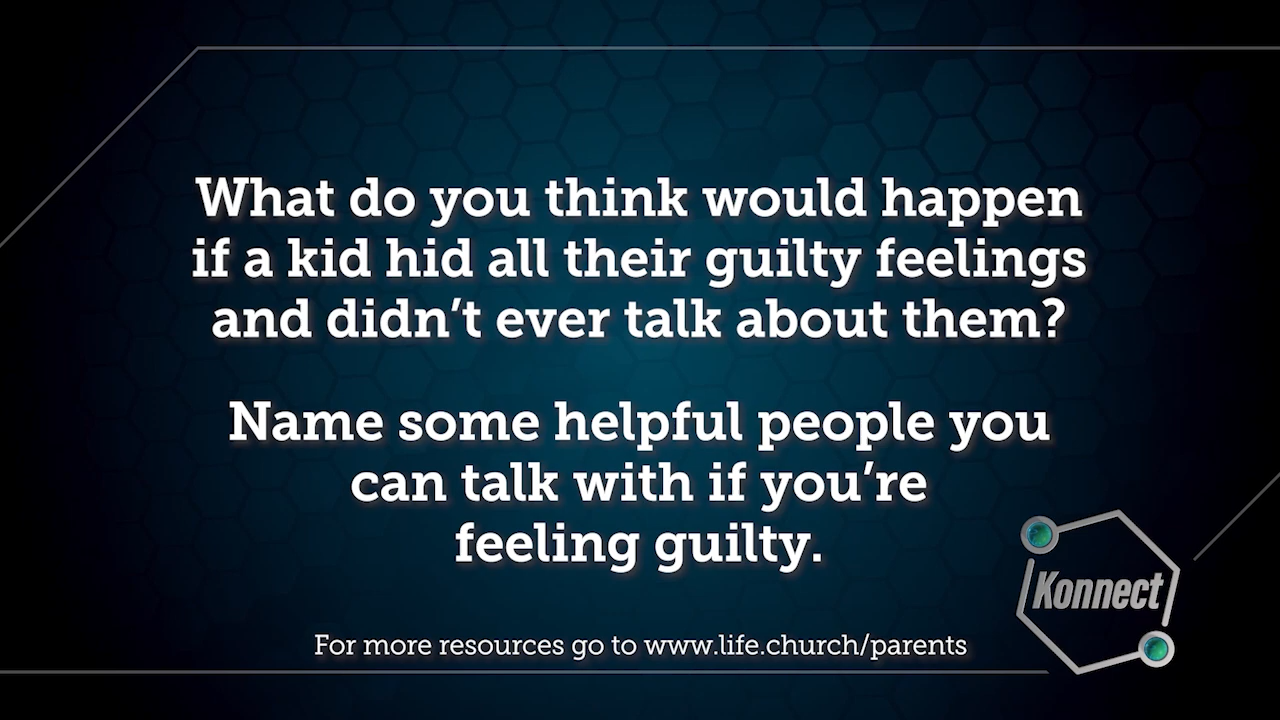 What do you think would happen
if a kid hid all their guilty feelings
and didn’t ever talk about them?
Name some helpful people you
can talk with if you’re
feeling guilty.
Konnect
For more resources go to www.life.church/parents